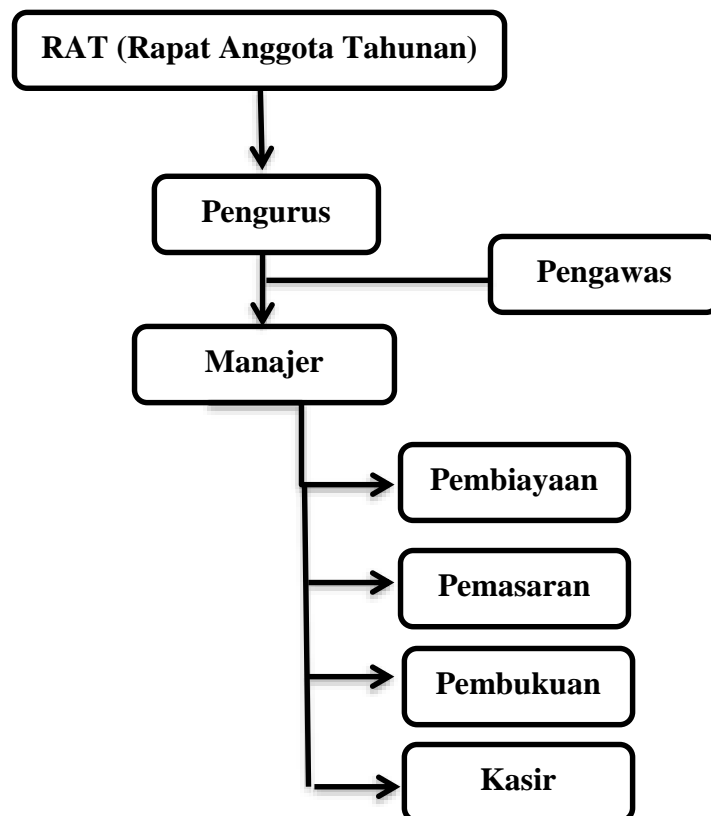 RAT (Rapat Anggota Tahunan)
Pengurus
Pengawas
Manajer
Pembiayaan
Pemasaran
Pembukuan
Kasir